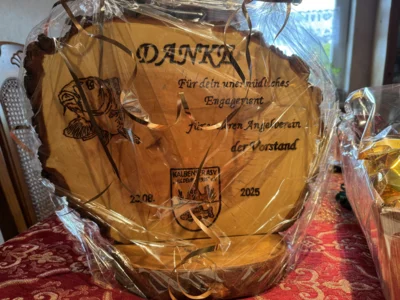 DANKE
Für dein unermüdliches
Engagement
für unseren Angelverein
der Vorstand
22.08.
2025